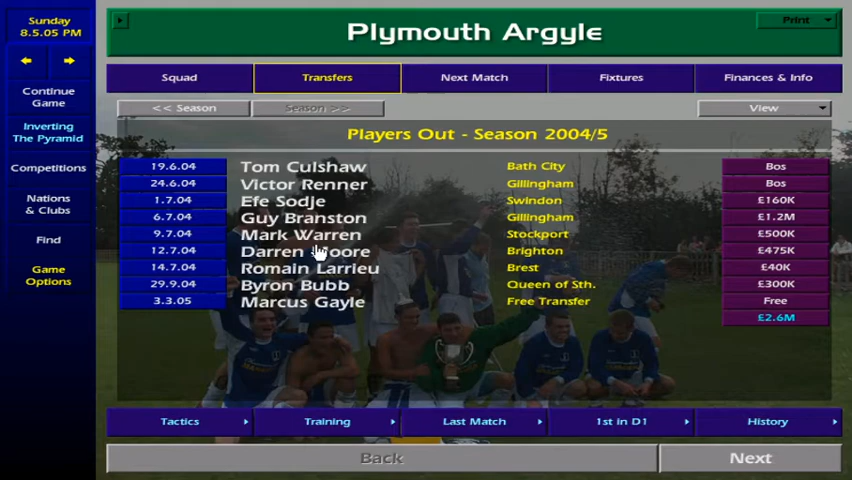 Sunday
8.5.05 PM
Continue
Game
Inverting
The Pyramid
Competitions
Nations
& Clubs
Find
Game
Options
Plymouth Argyle
Print
Squad
Transfers
Next Match
Fixtures
Finances & Info
<< Season
Season >>
View
Players Out - Season 2004/5
19.6.04 Tom Culshaw Bath City Bos
24.6.04 Victor Renner Gillingham Bos
1.7.04 Efe Sodje Swindon £160K
6.7.04 Guy Branston Gillingham £1.2M
9.7.04 Mark Warren Stockport £500K
12.7.04 Darren Moore Brighton £475K
14.7.04 Romain Larrieu Brest £40K
29.9.04 Byron Bubb Queen of Sth. £300K
3.3.05 Marcus Gayle Free Transfer Free
£2.6M
Tactics
Training
Last Match
1st in D1
History
Back
Next